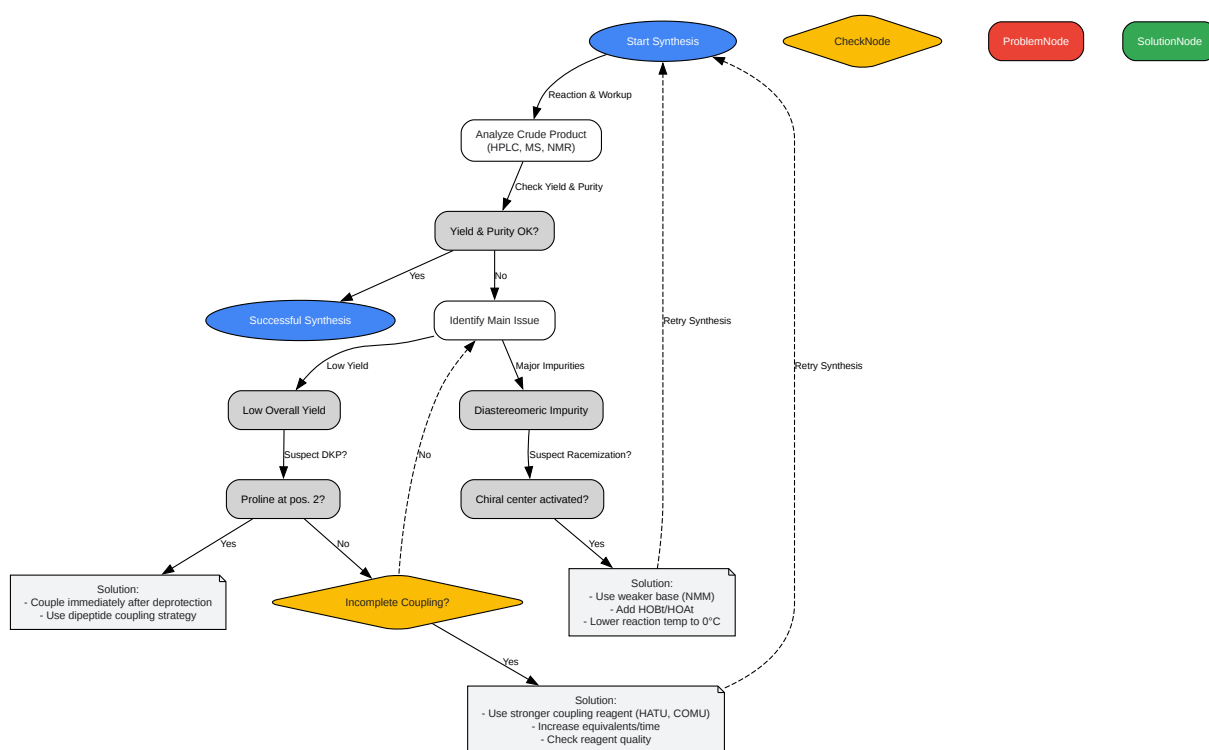 Start Synthesis
CheckNode
ProblemNode
SolutionNode
Reaction & Workup
Analyze Crude Product
(HPLC, MS, NMR)
Check Yield & Purity
Yield & Purity OK?
Yes
No
Successful Synthesis
Identify Main Issue
Retry Synthesis
Low Yield
Major Impurities
Retry Synthesis
Low Overall Yield
Diastereomeric Impurity
Suspect DKP?
No
Suspect Racemization?
Proline at pos. 2?
Chiral center activated?
Yes
No
Yes
Solution:
- Couple immediately after deprotection
- Use dipeptide coupling strategy
Incomplete Coupling?
Solution:
- Use weaker base (NMM)
- Add HOBt/HOAt
- Lower reaction temp to 0°C
Yes
Solution:
- Use stronger coupling reagent (HATU, COMU)
- Increase equivalents/time
- Check reagent quality